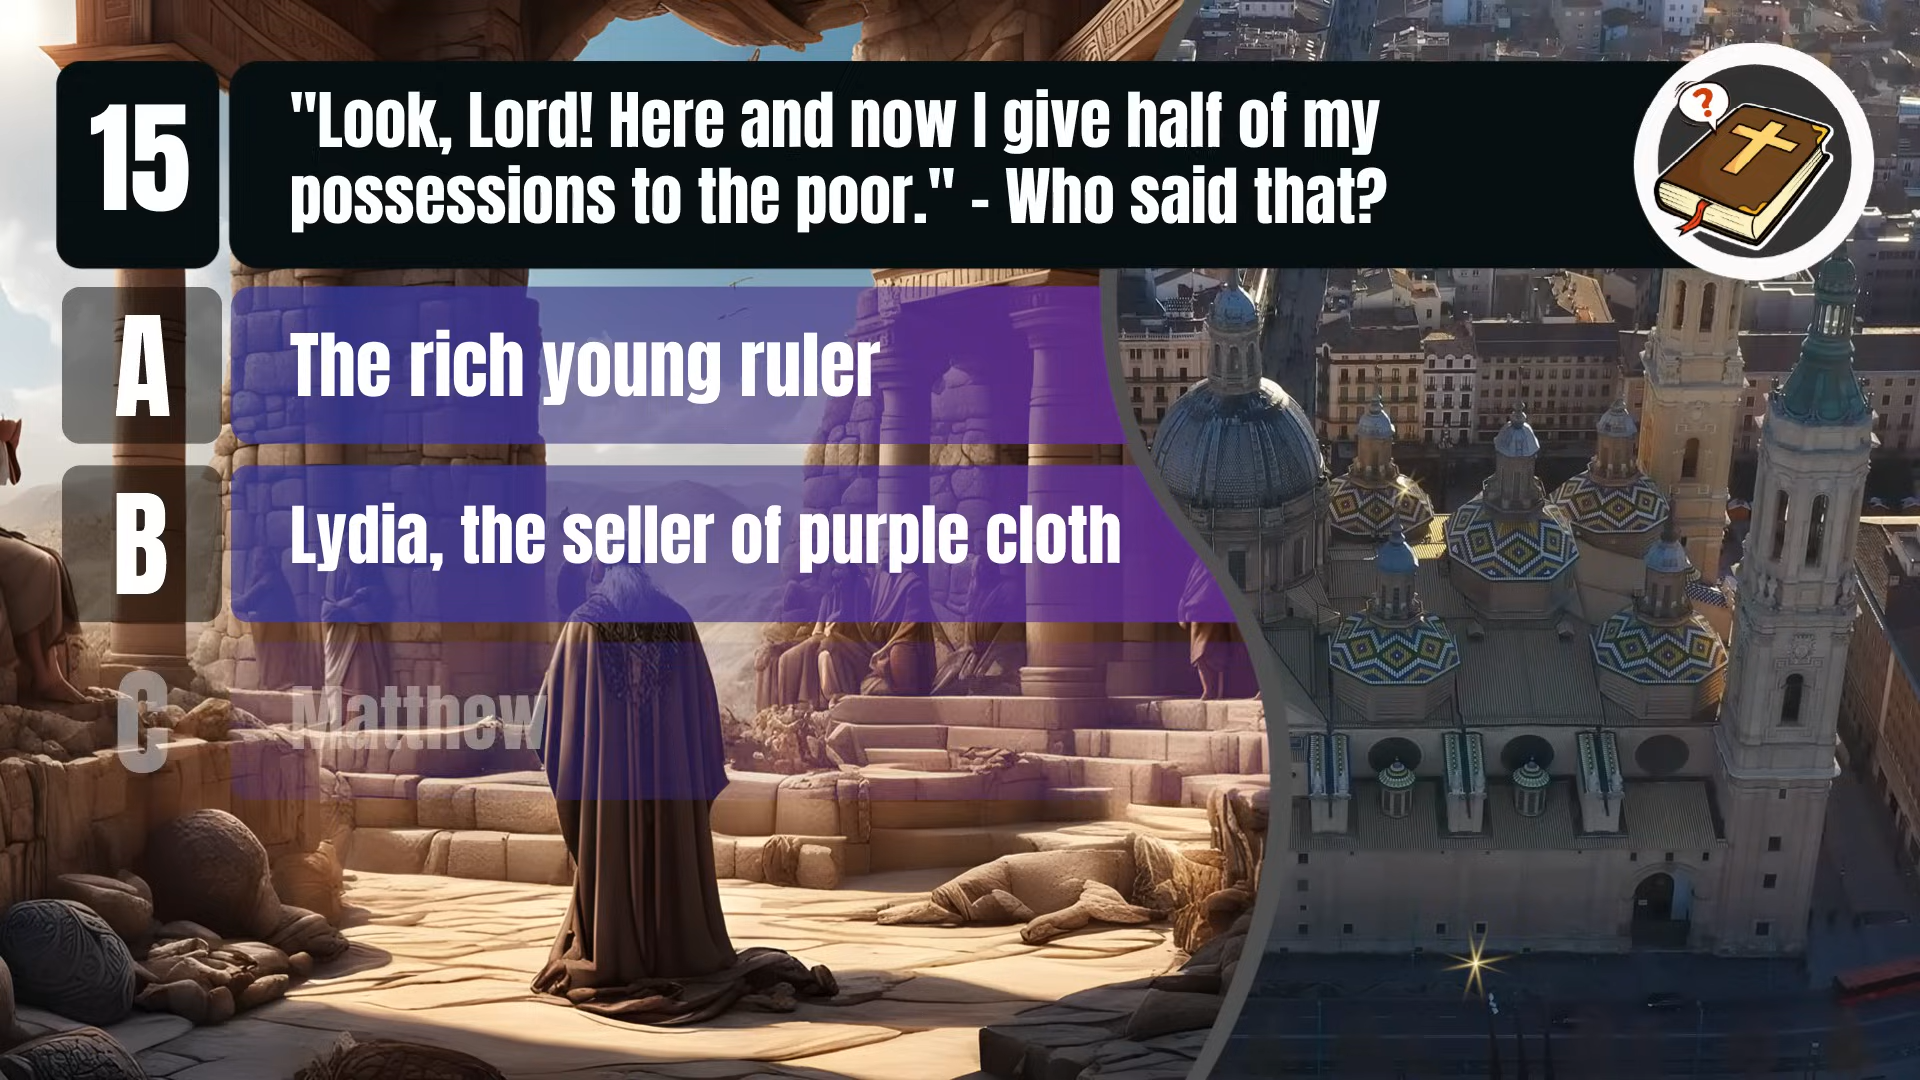 15
"Look, Lord! Here and now I give half of my
possessions to the poor." - Who said that?
?
A
The rich young ruler
B
Lydia, the seller of purple cloth
C
Matthew